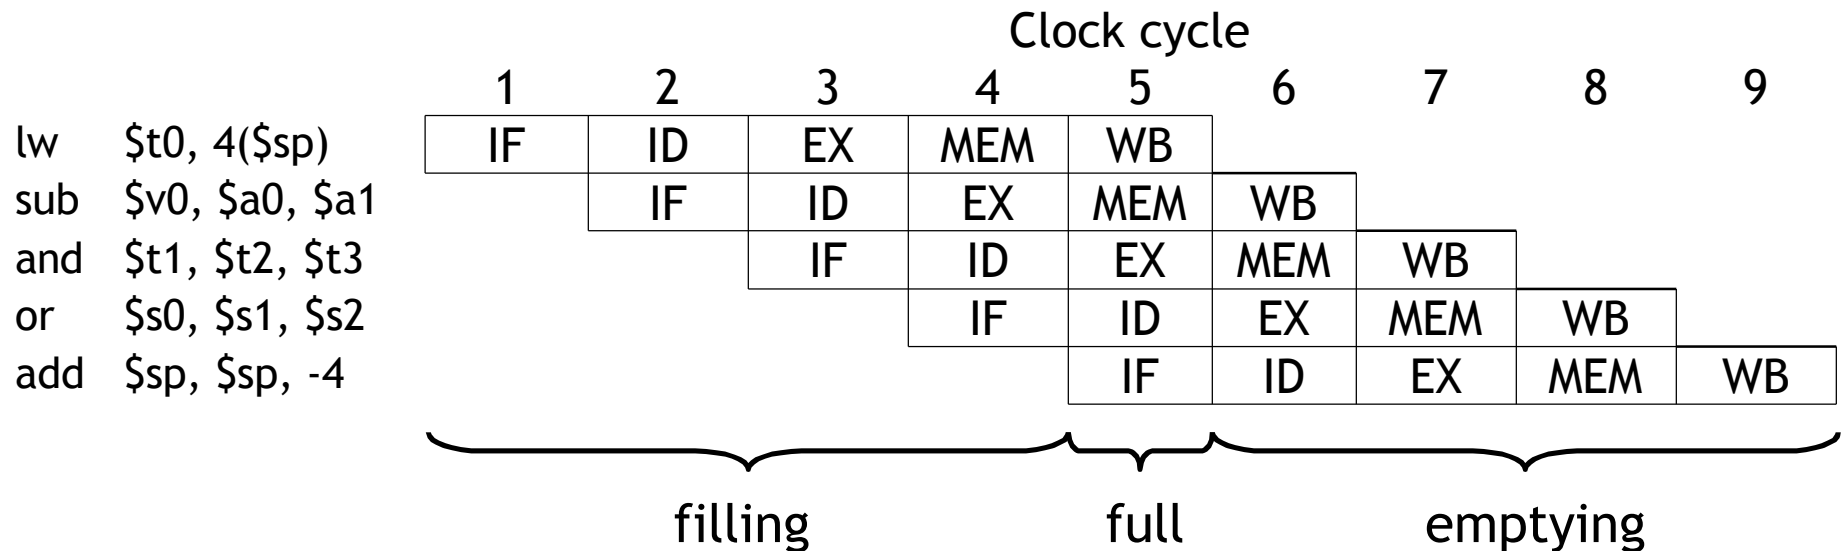 Clock cycle
1 2 3 4 5 6 7 8 9
lw $t0, 4($sp) IF ID EX MEM WB
sub $v0, $a0, $a1 IF ID EX MEM WB
and $t1, $t2, $t3 IF ID EX MEM WB
or $s0, $s1, $s2 IF ID EX MEM WB
add $sp, $sp, -4 IF ID EX MEM WB
filling full emptying